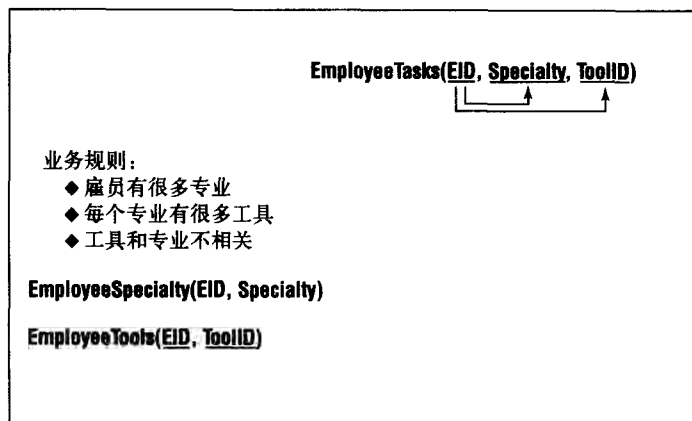 EmployeeTasks(EID, Specialty, ToolID)
业务规则:
◆雇员有很多专业
◆每个专业有很多工具
◆工具和专业不相关
EmployeeSpecialty(EID, Specialty)
EmployeeTools(EID, ToolID)